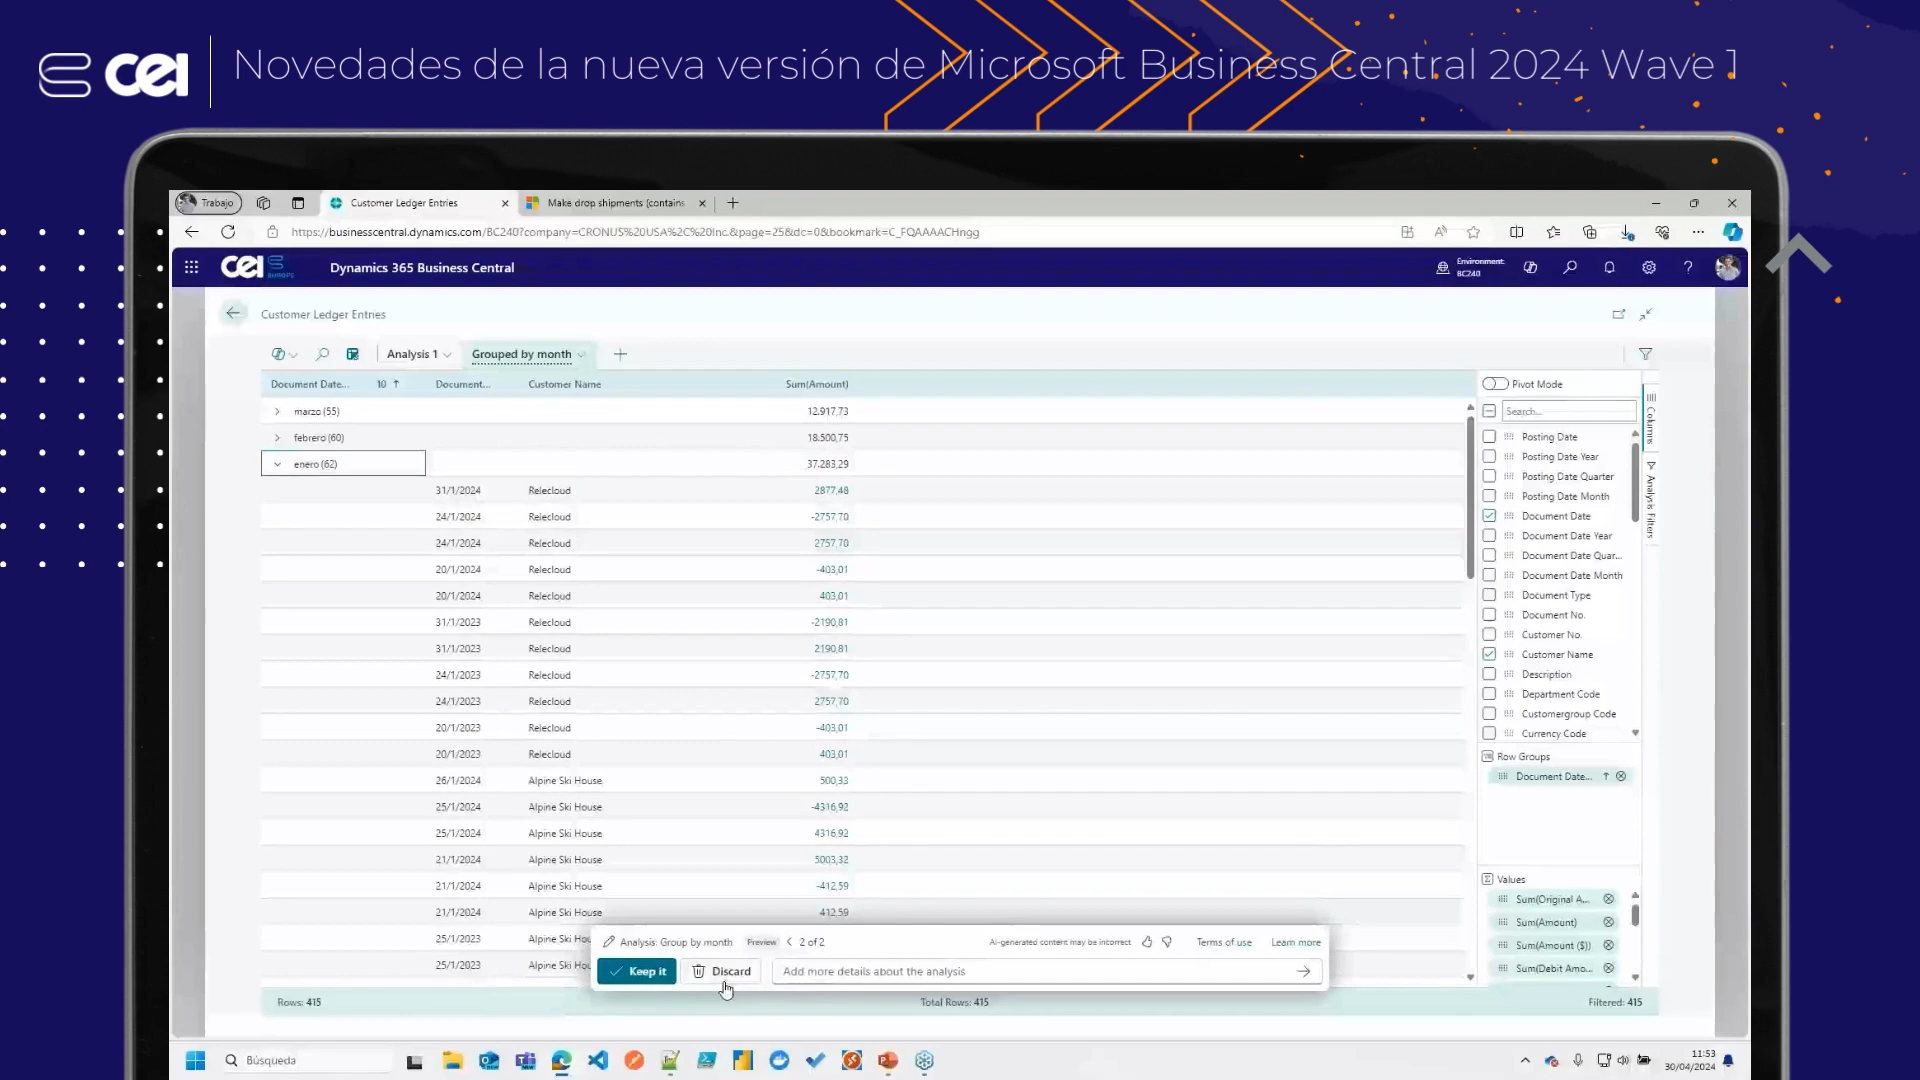 cei
Novedades de la nueva versión de Microsoft Business Central 2024 Wave 1
Trabajo
Customer Ledger Entries
Make drop shipments (contains
https://businesscentral.dynamics.com/BC240?company=CRONUS%20USA%2C%20Inc.&page=25&dc=0&bookmark=C_FQAAAACHngg
cei EUROPE
Dynamics 365 Business Central
Environment:
BC240
Customer Ledger Entries
Analysis 1
Grouped by month
Document Date... 10 Document... Customer Name Sum(Amount)
marzo (55) 12.917,73
febrero (60) 18.500,75
enero (62) 37.283,29
31/1/2024 Relecloud 2877,48
24/1/2024 Relecloud -2757,70
24/1/2024 Relecloud 2757,70
20/1/2024 Relecloud -403,01
20/1/2024 Relecloud 403,01
31/1/2023 Relecloud -2190,81
31/1/2023 Relecloud 2190,81
24/1/2023 Relecloud -2757,70
24/1/2023 Relecloud 2757,70
20/1/2023 Relecloud -403,01
20/1/2023 Relecloud 403,01
26/1/2024 Alpine Ski House 500,33
25/1/2024 Alpine Ski House -4316,92
25/1/2024 Alpine Ski House 4316,92
21/1/2024 Alpine Ski House 5003,32
21/1/2024 Alpine Ski House -412,59
21/1/2024 Alpine Ski House 412,59
25/1/2023 Alpine Ski Hou
25/1/2023 Alpine Ski Hou
Pivot Mode
Search...
Posting Date
Posting Date Year
Posting Date Quarter
Posting Date Month
Document Date
Document Date Year
Document Date Quar...
Document Date Month
Document Type
Document No.
Customer No.
Customer Name
Description
Department Code
Customergroup Code
Currency Code
Columns
Analysis Filters
Row Groups
Document Date...
Values
Sum(Original A...
Sum(Amount)
Sum(Amount ($))
Sum(Debit Amo...
Analysis: Group by month Preview 2 of 2
AI-generated content may be incorrect Terms of use Learn more
Keep it Discard Add more details about the analysis
Rows: 415 Total Rows: 415 Filtered: 415
Búsqueda
11:53
30/04/2024